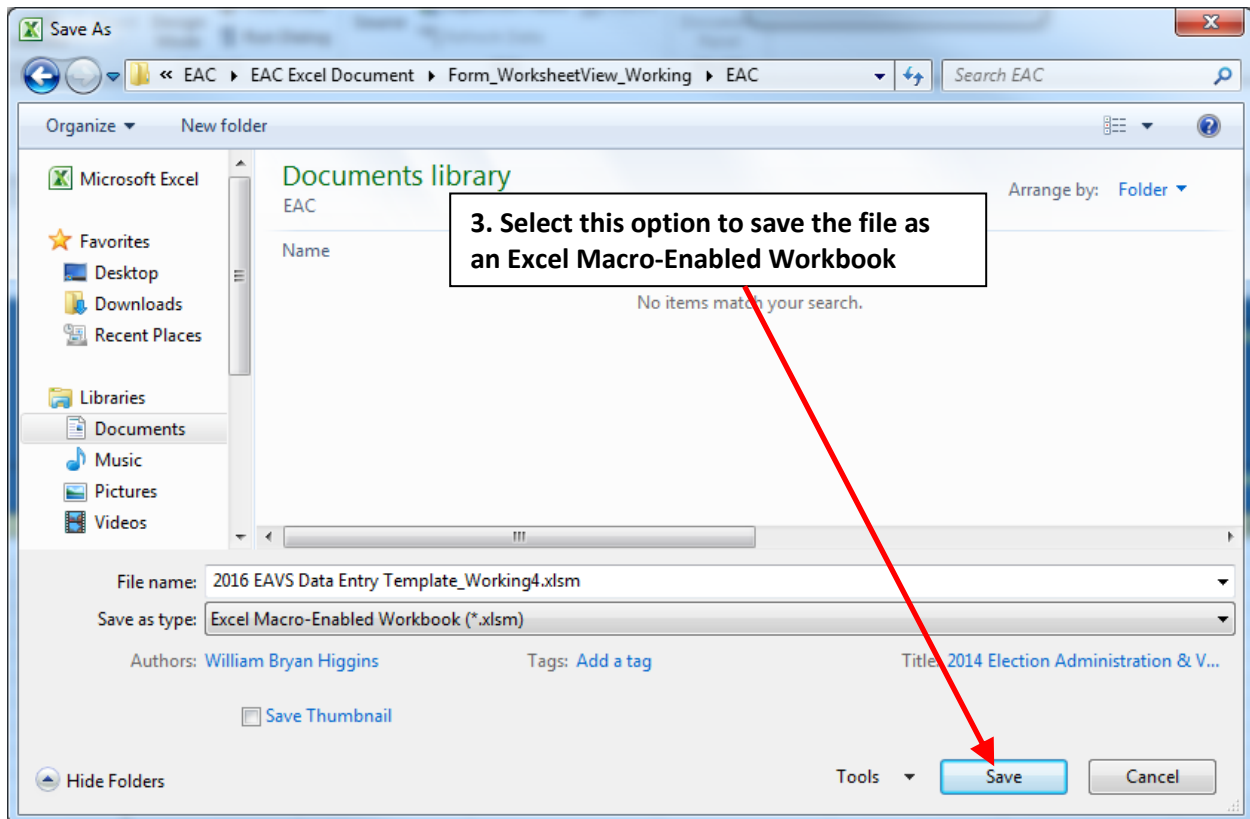 Save As
« EAC ▸ EAC Excel Document ▸ Form_WorksheetView_Working ▸ EAC
Search EAC
Organize
New folder
Microsoft Excel
Favorites
Desktop
Downloads
Recent Places
Libraries
Documents
Music
Pictures
Videos
Documents library
EAC
Arrange by: Folder
Name
3. Select this option to save the file as
an Excel Macro-Enabled Workbook
No items match your search.
File name: 2016 EAVS Data Entry Template_Working4.xlsm
Save as type: Excel Macro-Enabled Workbook (*.xlsm)
Authors: William Bryan Higgins
Tags: Add a tag
Title: 2014 Election Administration & V...
Save Thumbnail
Hide Folders
Tools
Save
Cancel